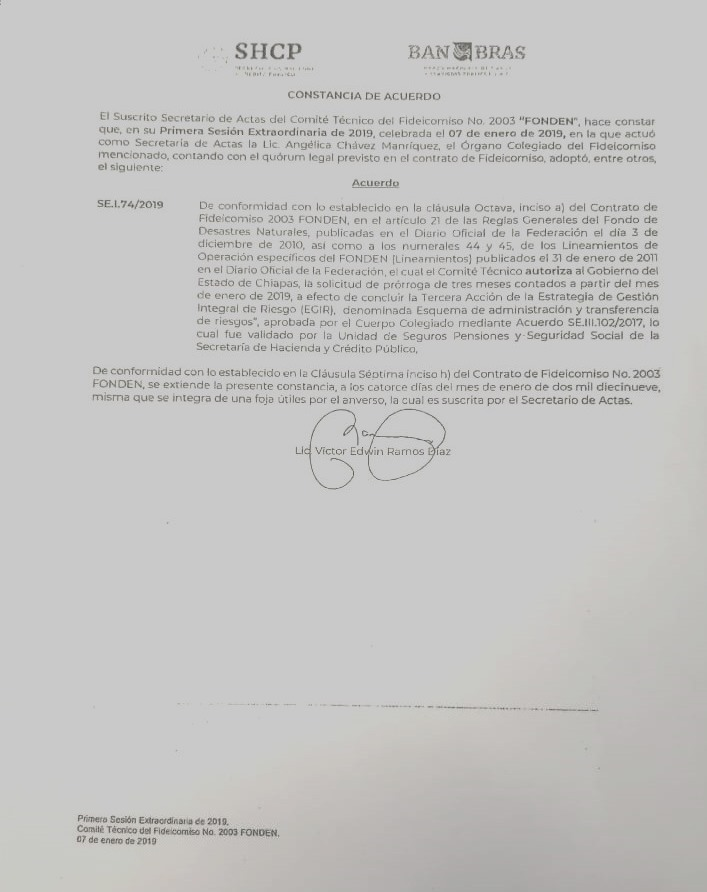 SHCP
BANOBRAS
CONSTANCIA DE ACUERDO
El Suscrito Secretario de Actas del Comité Técnico del Fideicomiso No. 2003 "FONDEN", hace constar
que, en su Primera Sesión Extraordinaria de 2019, celebrada el 07 de enero de 2019, en la que actuó
como Secretaria de Actas la Lic. Angélica Chávez Manríquez, el Órgano Colegiado del Fideicomiso
mencionado, contando con el quórum legal previsto en el contrato de Fideicomiso, adoptó, entre otros,
el siguiente:
Acuerdo
SE.I.74/2019
De conformidad con lo establecido en la cláusula Octava, inciso a) del Contrato de
Fideicomiso 2003 FONDEN, en el artículo 21 de las Reglas Generales del Fondo de
Desastres Naturales, publicadas en el Diario Oficial de la Federación el día 3 de
diciembre de 2010, así como a los numerales 44 y 45, de los Lineamientos de
Operación específicos del FONDEN [Lineamientos] publicados el 31 de enero de 2011
en el Diario Oficial de la Federación, el cual el Comité Técnico autoriza al Gobierno del
Estado de Chiapas, la solicitud de prórroga de tres meses contados a partir del mes
de enero de 2019, a efecto de concluir la Tercera Acción de la Estrategia de Gestión
Integral de Riesgo (EGIR), denominada Esquema de administración y transferencia
de riesgos", aprobada por el Cuerpo Colegiado mediante Acuerdo SE.III.102/2017, lo
cual fue validado por la Unidad de Seguros Pensiones y Seguridad Social de la
Secretaría de Hacienda y Crédito Público,
De conformidad con lo establecido en la Cláusula Séptima inciso h) del Contrato de Fideicomiso No. 2003
FONDEN, se extiende la presente constancia, a los catorce días del mes de enero de dos mil diecinueve,
misma que se integra de una foja útiles por el anverso, la cual es suscrita por el Secretario de Actas.
Lic. Víctor Edwin Ramos Díaz
Primera Sesión Extraordinaria de 2019.
Comité Técnico del Fideicomiso No. 2003 FONDEN.
07 de enero de 2019